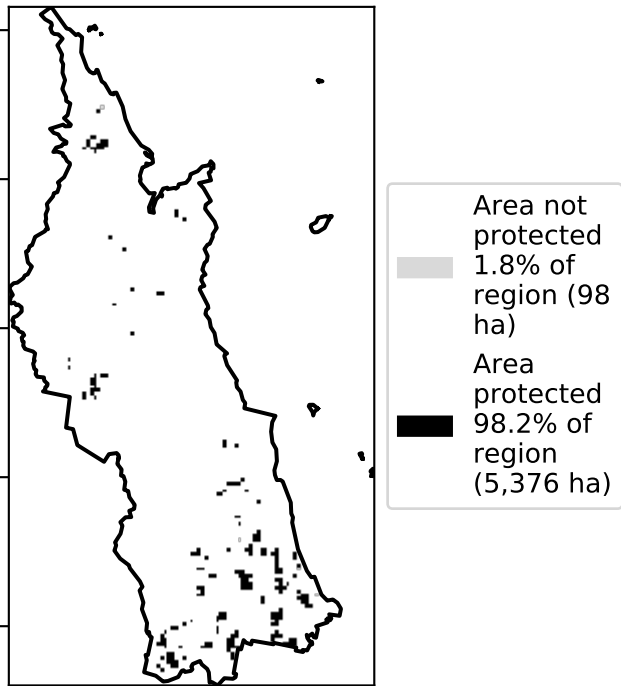 Area not
protected
1.8% of
region (98
ha)
Area
protected
98.2% of
region
(5,376 ha)